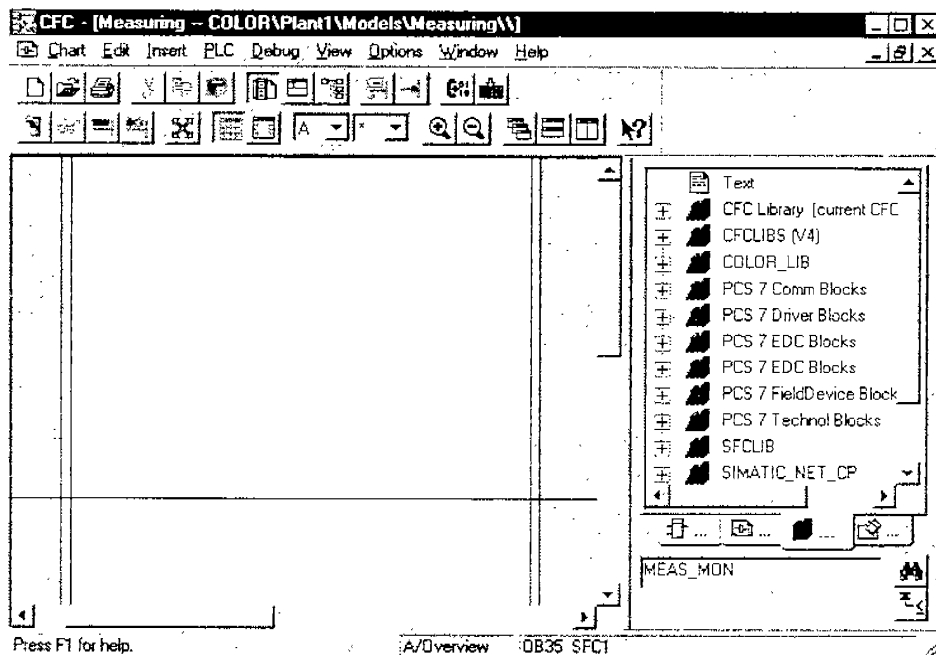 CFC - [Measuring -- COLOR\Plant1\Models\Measuring\\]
Chart Edit Insert PLC Debug View Options Window Help
A
Text
CFC Library [current CFC
CFCLIBS (V4)
COLOR_LIB
PCS 7 Comm Blocks
PCS 7 Driver Blocks
PCS 7 EDC Blocks
PCS 7 EDC Blocks
PCS 7 FieldDevice Block
PCS 7 Technol Blocks
SFCLIB
SIMATIC_NET_CP
... ... ... ...
MEAS_MON
Press F1 for help. A/Overview OB35 SFC1